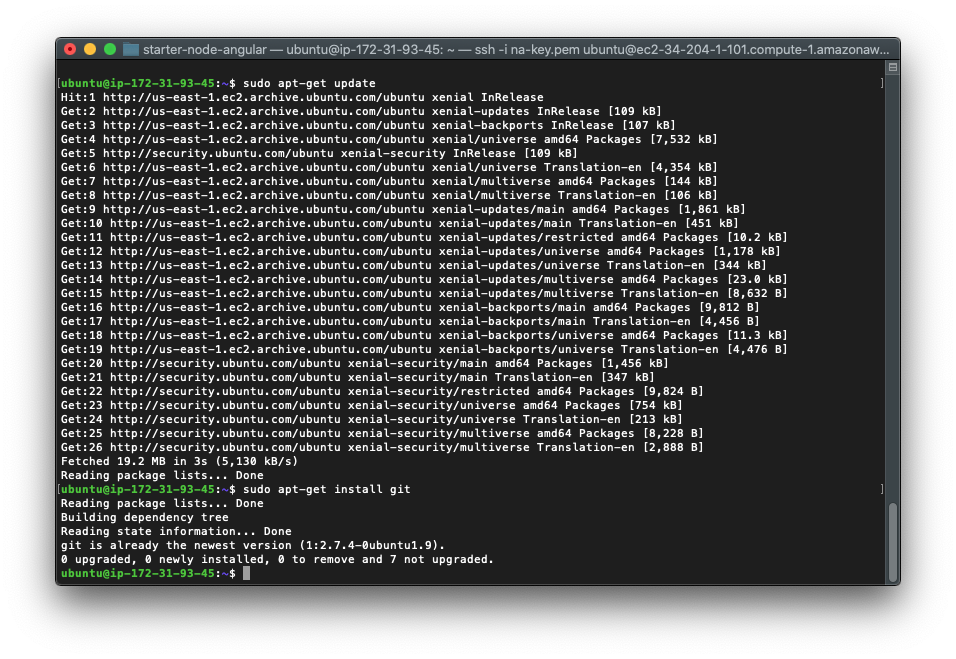 starter-node-angular — ubuntu@ip-172-31-93-45: ~ — ssh -i na-key.pem ubuntu@ec2-34-204-1-101.compute-1.amazonaw...
[ubuntu@ip-172-31-93-45:~$ sudo apt-get update ]
Hit:1 http://us-east-1.ec2.archive.ubuntu.com/ubuntu xenial InRelease
Get:2 http://us-east-1.ec2.archive.ubuntu.com/ubuntu xenial-updates InRelease [109 kB]
Get:3 http://us-east-1.ec2.archive.ubuntu.com/ubuntu xenial-backports InRelease [107 kB]
Get:4 http://us-east-1.ec2.archive.ubuntu.com/ubuntu xenial/universe amd64 Packages [7,532 kB]
Get:5 http://security.ubuntu.com/ubuntu xenial-security InRelease [109 kB]
Get:6 http://us-east-1.ec2.archive.ubuntu.com/ubuntu xenial/universe Translation-en [4,354 kB]
Get:7 http://us-east-1.ec2.archive.ubuntu.com/ubuntu xenial/multiverse amd64 Packages [144 kB]
Get:8 http://us-east-1.ec2.archive.ubuntu.com/ubuntu xenial/multiverse Translation-en [106 kB]
Get:9 http://us-east-1.ec2.archive.ubuntu.com/ubuntu xenial-updates/main amd64 Packages [1,861 kB]
Get:10 http://us-east-1.ec2.archive.ubuntu.com/ubuntu xenial-updates/main Translation-en [451 kB]
Get:11 http://us-east-1.ec2.archive.ubuntu.com/ubuntu xenial-updates/restricted amd64 Packages [10.2 kB]
Get:12 http://us-east-1.ec2.archive.ubuntu.com/ubuntu xenial-updates/universe amd64 Packages [1,178 kB]
Get:13 http://us-east-1.ec2.archive.ubuntu.com/ubuntu xenial-updates/universe Translation-en [344 kB]
Get:14 http://us-east-1.ec2.archive.ubuntu.com/ubuntu xenial-updates/multiverse amd64 Packages [23.0 kB]
Get:15 http://us-east-1.ec2.archive.ubuntu.com/ubuntu xenial-updates/multiverse Translation-en [8,632 B]
Get:16 http://us-east-1.ec2.archive.ubuntu.com/ubuntu xenial-backports/main amd64 Packages [9,812 B]
Get:17 http://us-east-1.ec2.archive.ubuntu.com/ubuntu xenial-backports/main Translation-en [4,456 B]
Get:18 http://us-east-1.ec2.archive.ubuntu.com/ubuntu xenial-backports/universe amd64 Packages [11.3 kB]
Get:19 http://us-east-1.ec2.archive.ubuntu.com/ubuntu xenial-backports/universe Translation-en [4,476 B]
Get:20 http://security.ubuntu.com/ubuntu xenial-security/main amd64 Packages [1,456 kB]
Get:21 http://security.ubuntu.com/ubuntu xenial-security/main Translation-en [347 kB]
Get:22 http://security.ubuntu.com/ubuntu xenial-security/restricted amd64 Packages [9,824 B]
Get:23 http://security.ubuntu.com/ubuntu xenial-security/universe amd64 Packages [754 kB]
Get:24 http://security.ubuntu.com/ubuntu xenial-security/universe Translation-en [213 kB]
Get:25 http://security.ubuntu.com/ubuntu xenial-security/multiverse amd64 Packages [8,228 B]
Get:26 http://security.ubuntu.com/ubuntu xenial-security/multiverse Translation-en [2,888 B]
Fetched 19.2 MB in 3s (5,130 kB/s)
Reading package lists... Done
[ubuntu@ip-172-31-93-45:~$ sudo apt-get install git ]
Reading package lists... Done
Building dependency tree
Reading state information... Done
git is already the newest version (1:2.7.4-0ubuntu1.9).
0 upgraded, 0 newly installed, 0 to remove and 7 not upgraded.
ubuntu@ip-172-31-93-45:~$